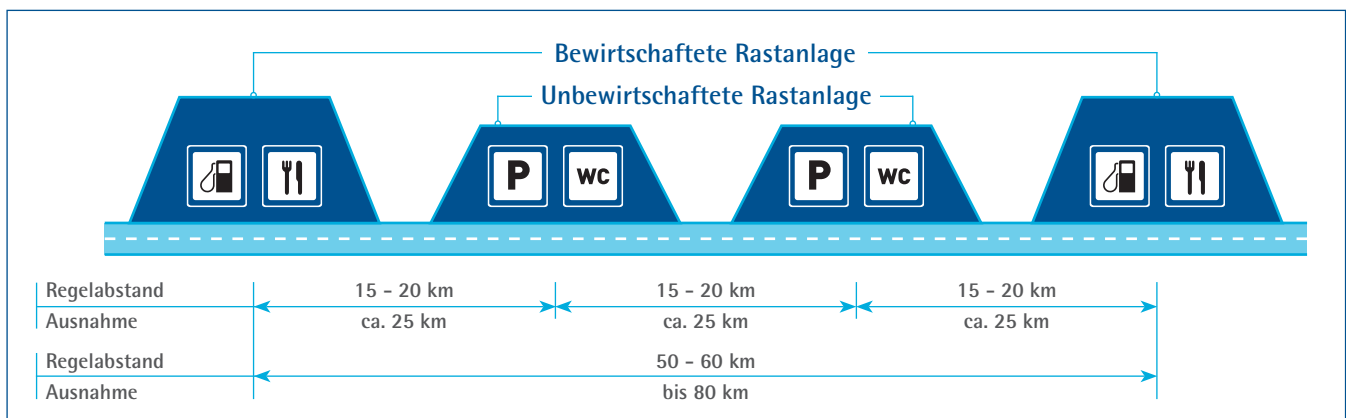 Bewirtschaftete Rastanlage
Unbewirtschaftete Rastanlage
P WC P WC
Regelabstand 15 - 20 km 15 - 20 km 15 - 20 km
Ausnahme ca. 25 km ca. 25 km ca. 25 km
Regelabstand 50 - 60 km
Ausnahme bis 80 km